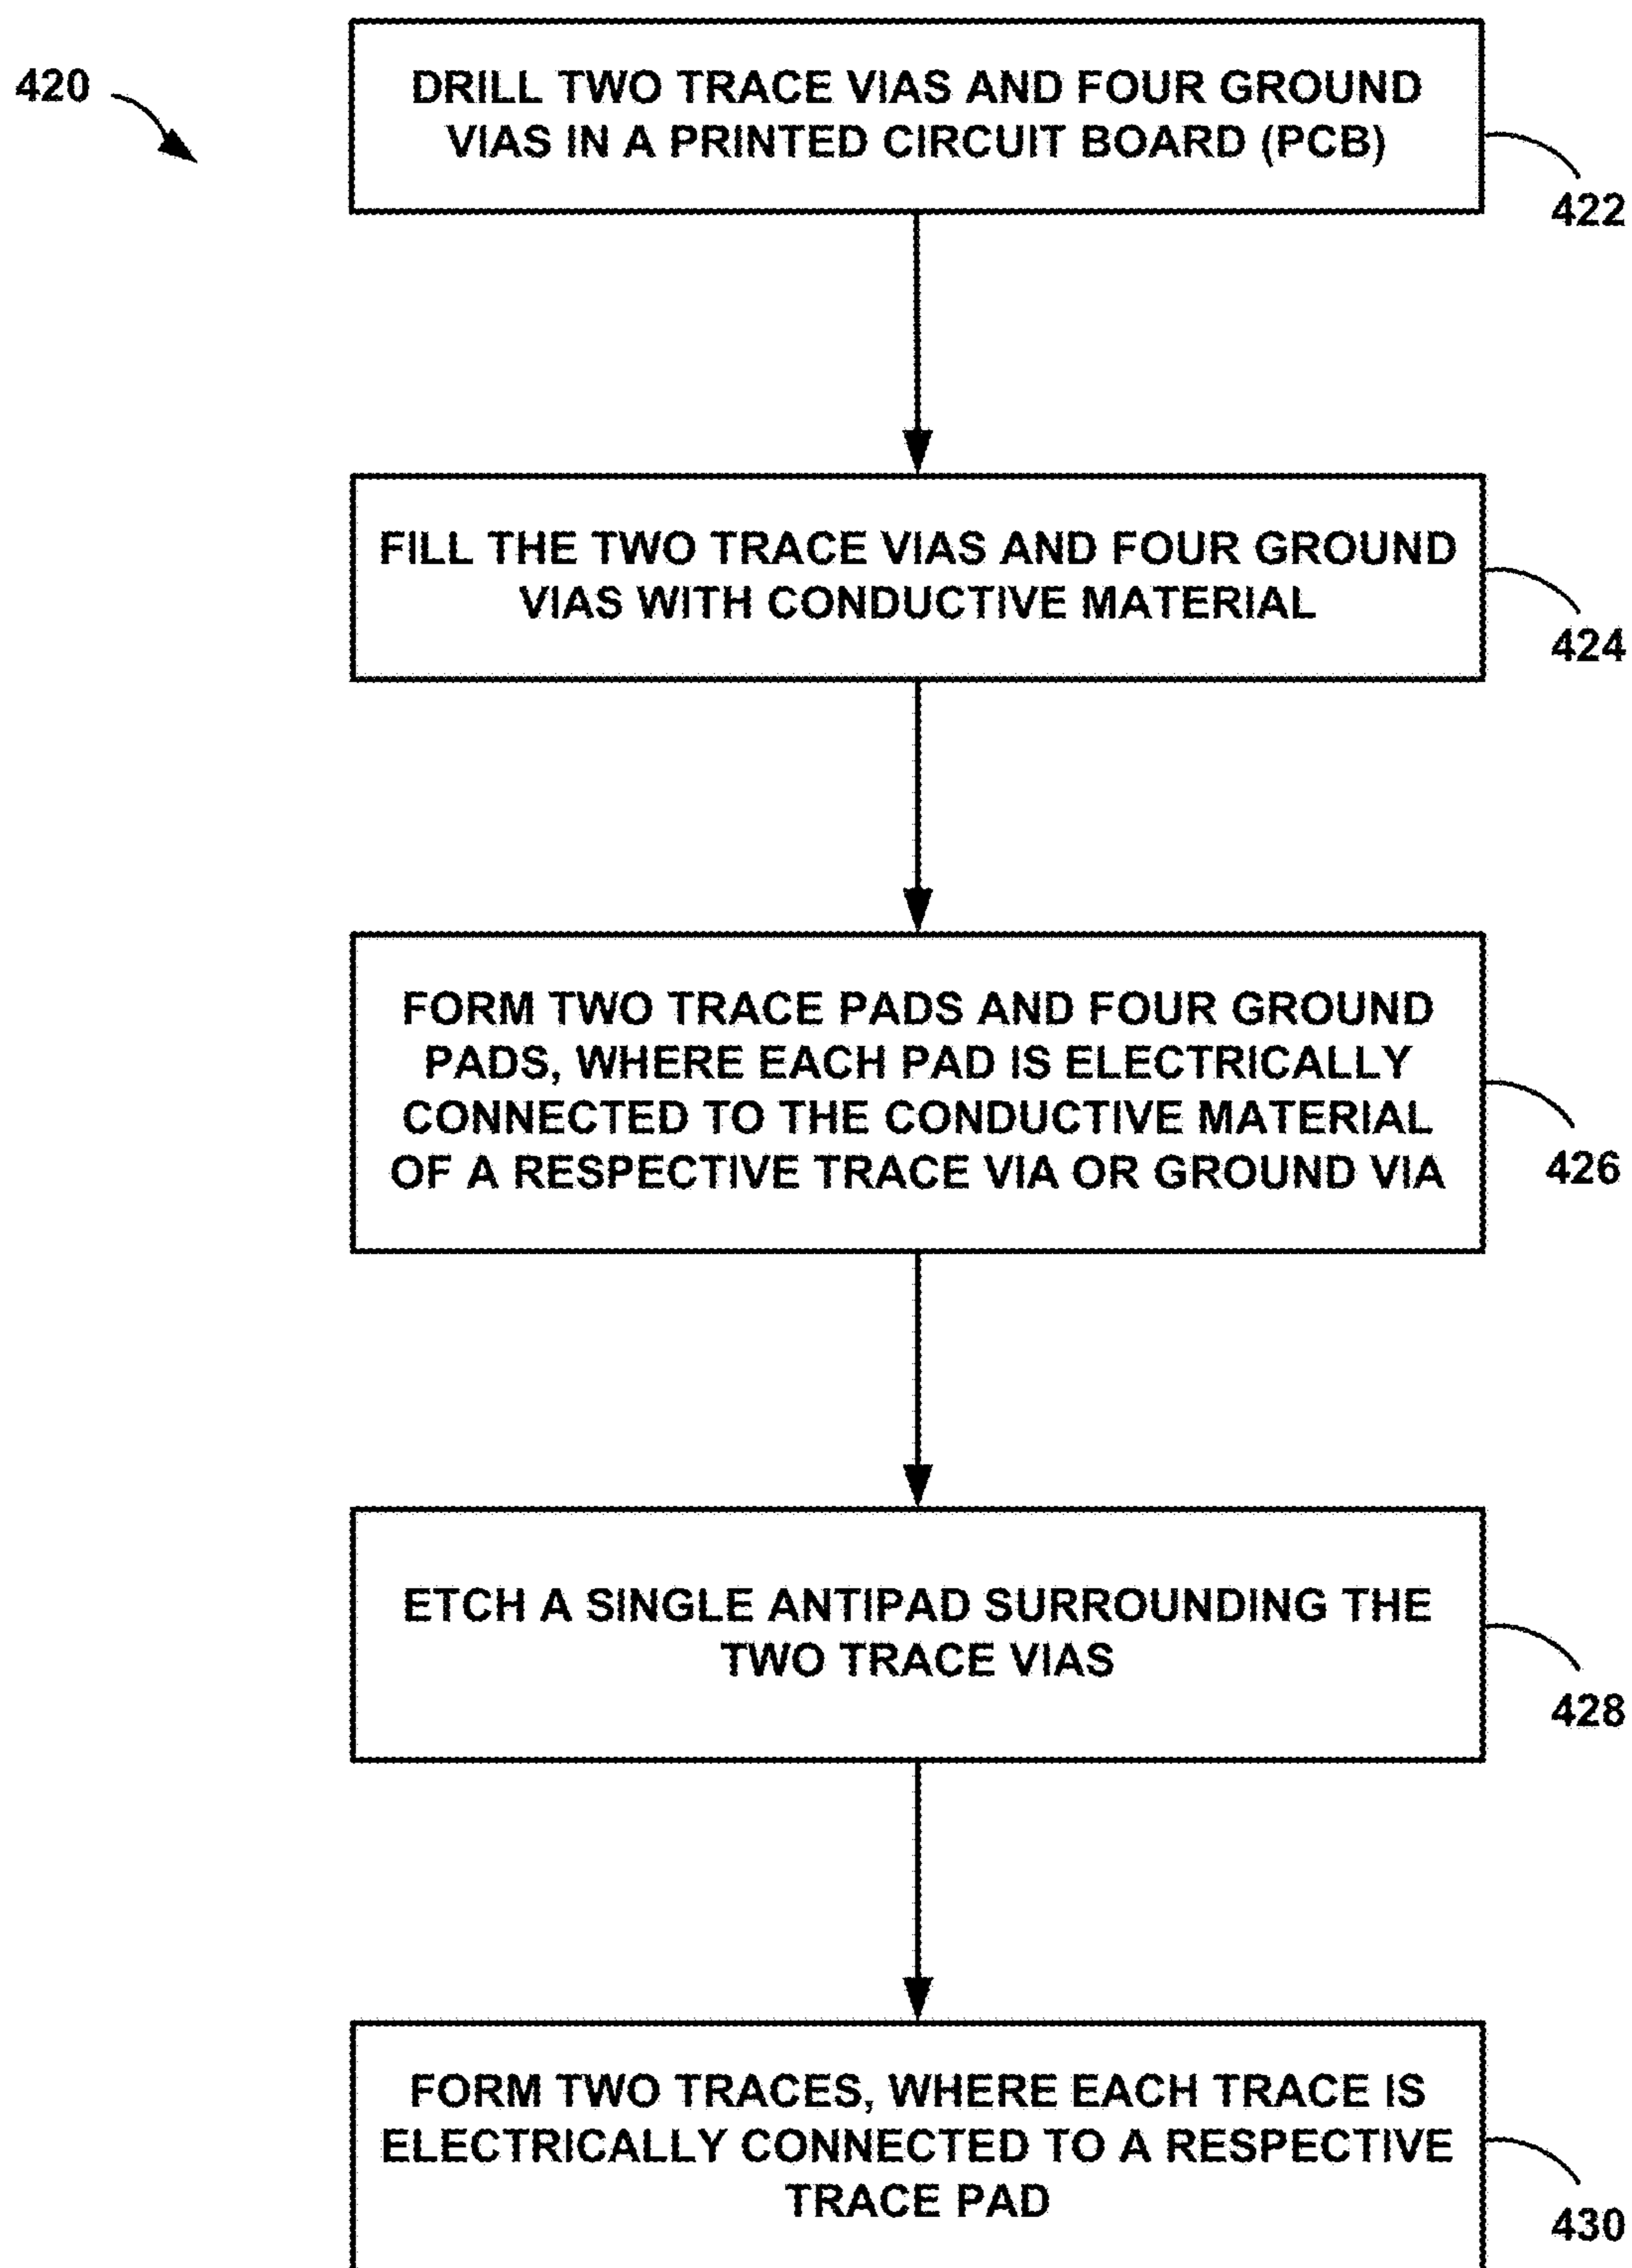 420
DRILL TWO TRACE VIAS AND FOUR GROUND
VIAS IN A PRINTED CIRCUIT BOARD (PCB)
422
FILL THE TWO TRACE VIAS AND FOUR GROUND
VIAS WITH CONDUCTIVE MATERIAL
424
FORM TWO TRACE PADS AND FOUR GROUND
PADS, WHERE EACH PAD IS ELECTRICALLY
CONNECTED TO THE CONDUCTIVE MATERIAL
OF A RESPECTIVE TRACE VIA OR GROUND VIA
426
ETCH A SINGLE ANTIPAD SURROUNDING THE
TWO TRACE VIAS
428
FORM TWO TRACES, WHERE EACH TRACE IS
ELECTRICALLY CONNECTED TO A RESPECTIVE
TRACE PAD
430